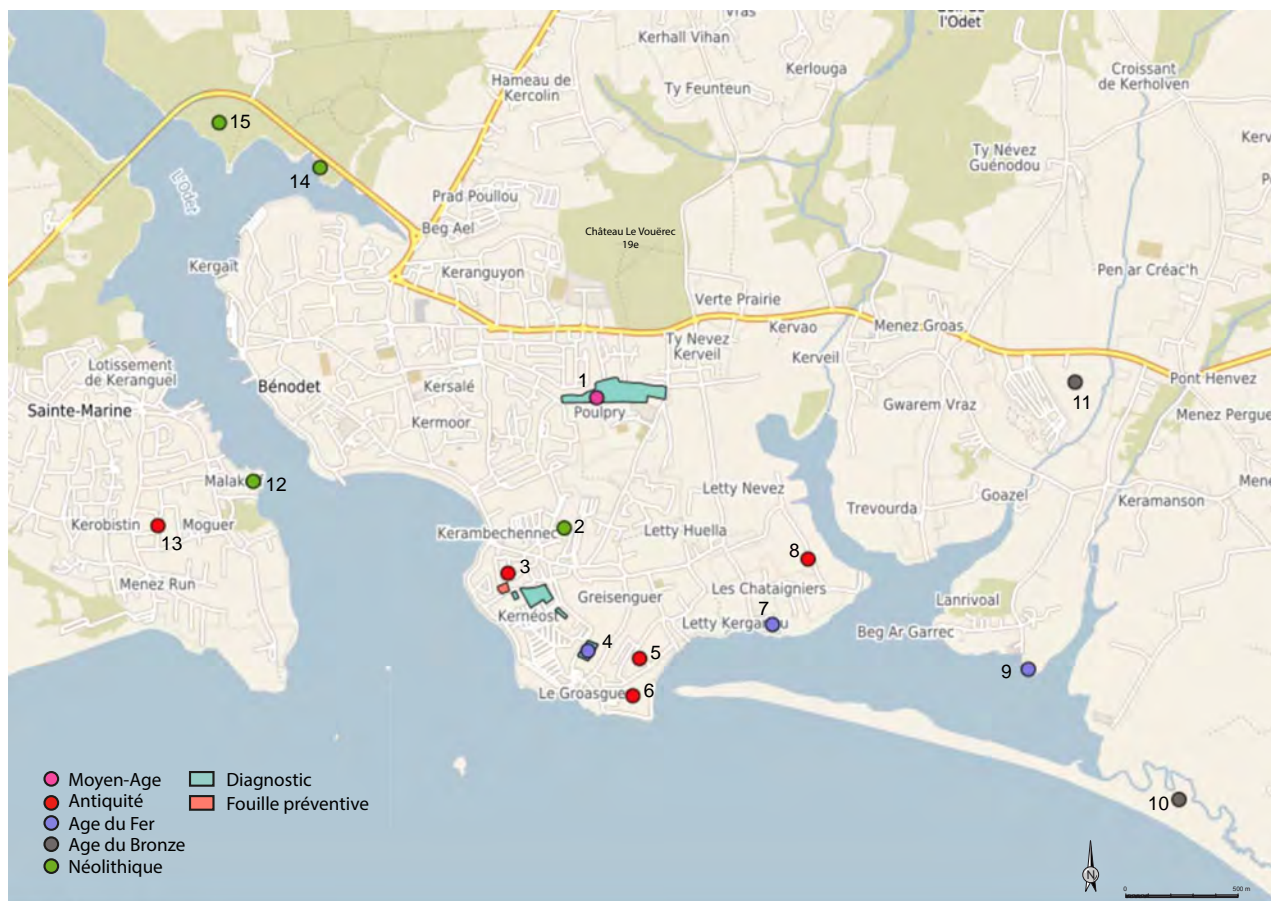 l'Odet
Kerhall Vihan
Kerlouga
Croissant
de Kerholven
Hameau de
Kercolin
Ty Feunteun
15
14
L'Odet
Ty Névez
Guénodou
Prad Poullou
Beg Ael
Château Le Vouërec
19e
Kergaït
Keranguyon
Pen ar Créac'h
Verte Prairie
Kervao
Menez Groas
Ty Nevez
Kerveil
Kerveil
Lotissement
de Keranguel
Bénodet
Kersalé
1
Pont Henvez
Sainte-Marine
Poulpry
11
Gwarem Vraz
Menez Pergue
Kermoor
Malak
12
Letty Nevez
Goazel
Keramanson
Trevourda
Kerobistin
Moguer
13
Kerambechennec
2
Letty Huella
8
3
Menez Run
Les Chataigniers
Greisenguer
Lanrivoal
7
Kernéost
Letty Kerga
Beg Ar Garrec
4
5
9
Le Groasgue
6
Moyen-Age
Diagnostic
Antiquité
Fouille préventive
Age du Fer
10
Age du Bronze
Néolithique
N
0
500 m